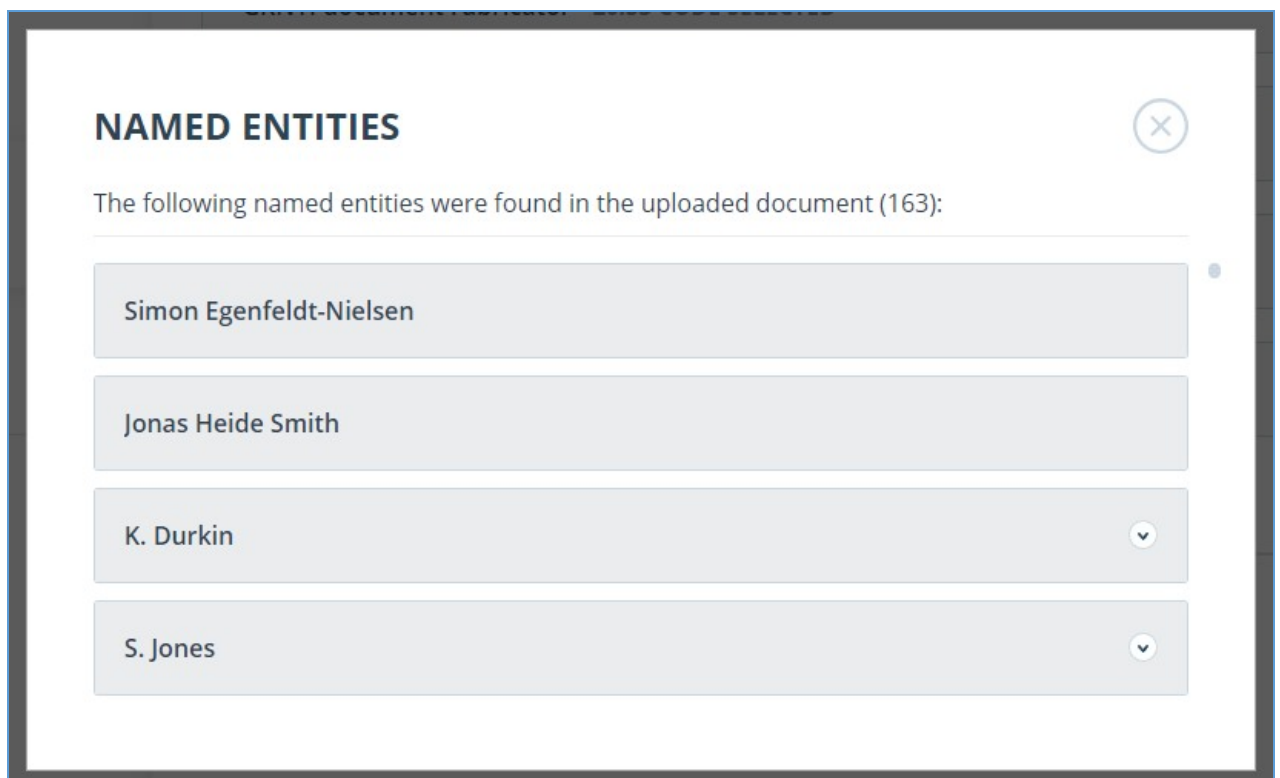 NAMED ENTITIES
The following named entities were found in the uploaded document (163):
Simon Egenfeldt-Nielsen
Jonas Heide Smith
K. Durkin
S. Jones